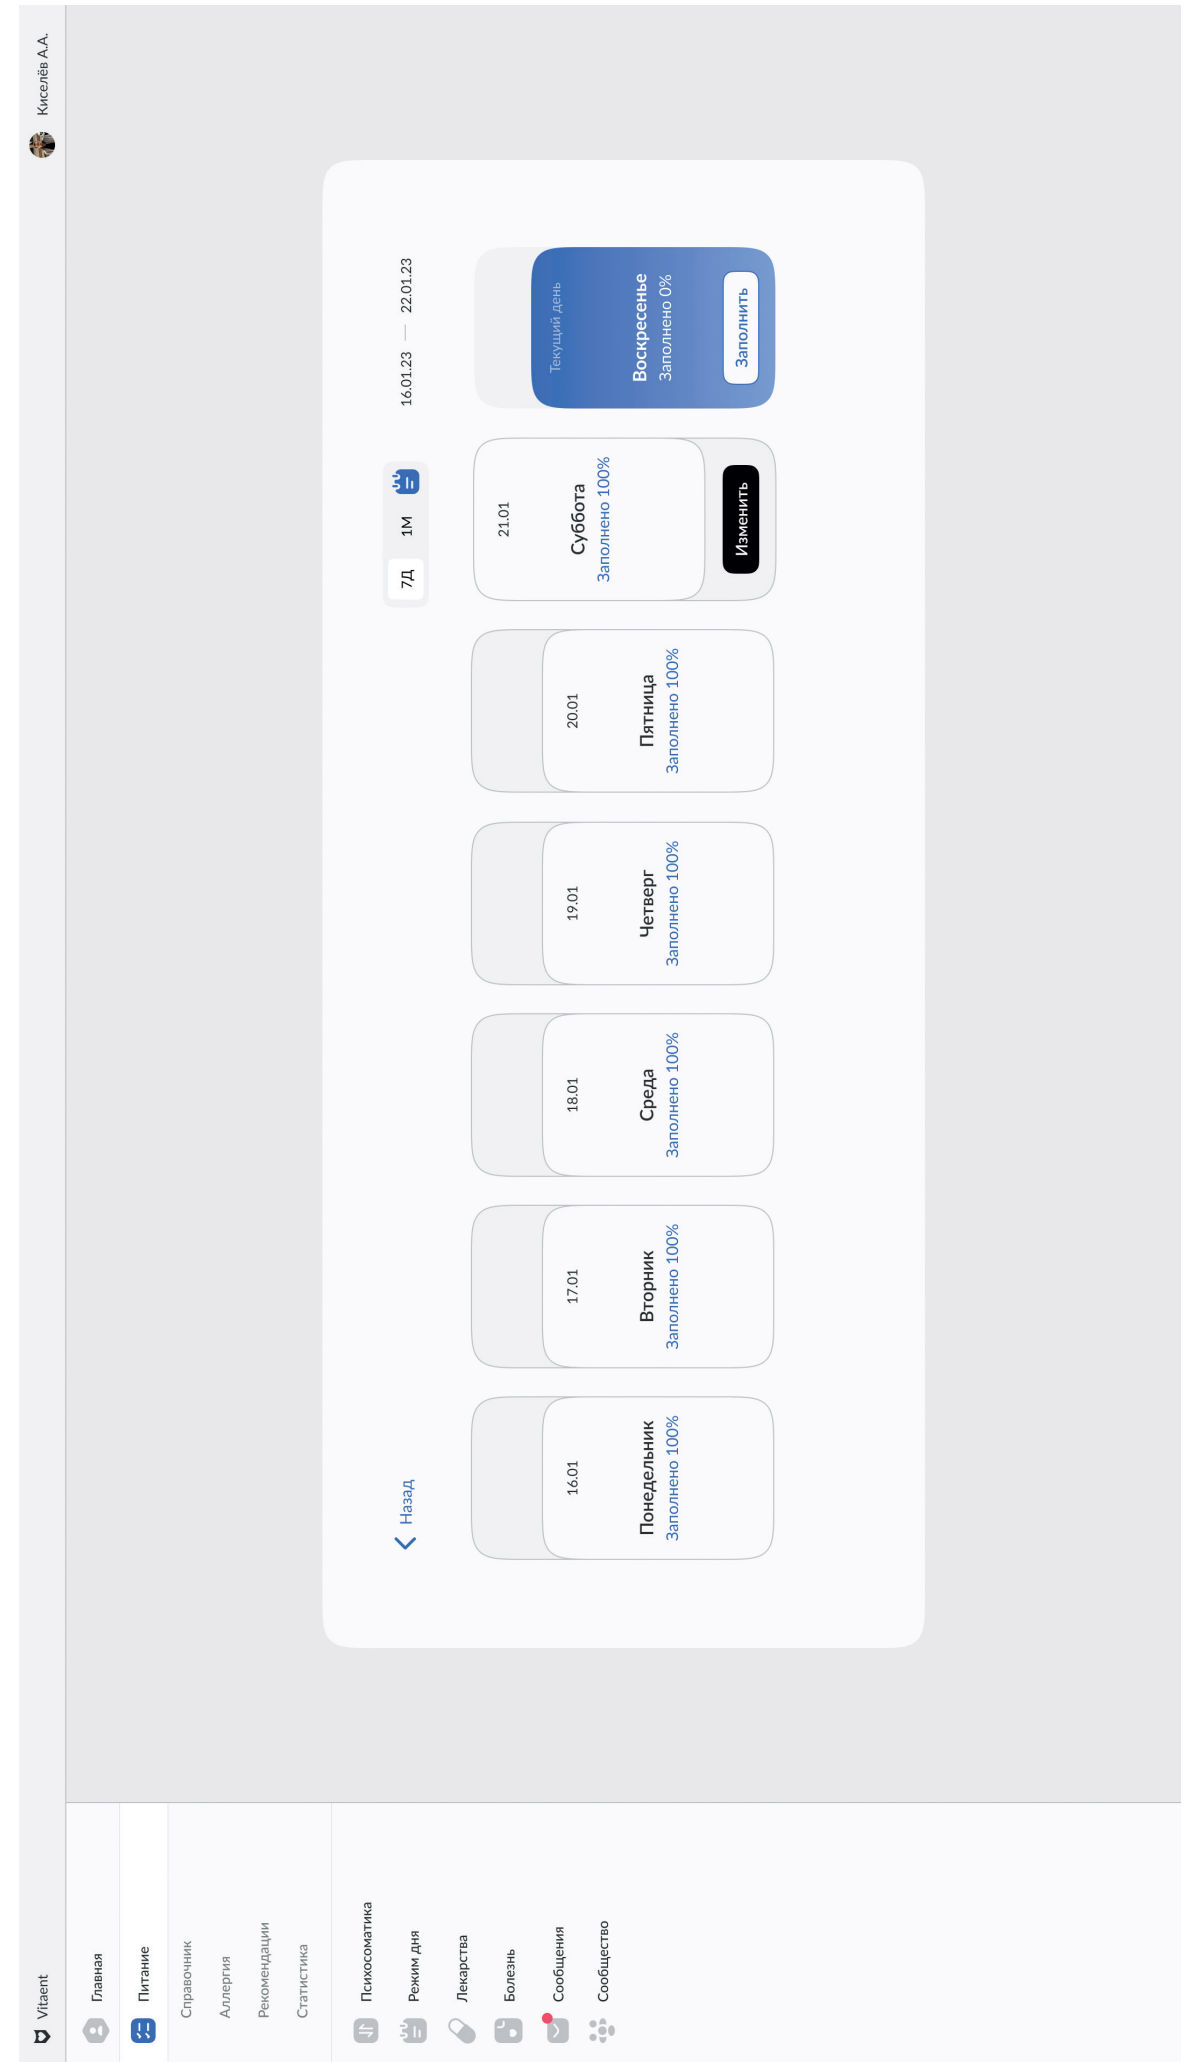 Vitaent
Киселёв А.А.
Главная
Питание
Справочник
Аллергия
Рекомендации
Статистика
Психосоматика
Режим дня
Лекарства
Болезнь
Сообщения
Сообщество
Назад
7Д 1М
16.01.23 — 22.01.23
16.01
Понедельник
Заполнено 100%
17.01
Вторник
Заполнено 100%
18.01
Среда
Заполнено 100%
19.01
Четверг
Заполнено 100%
20.01
Пятница
Заполнено 100%
21.01
Суббота
Заполнено 100%
Изменить
Текущий день
Воскресенье
Заполнено 0%
Заполнить